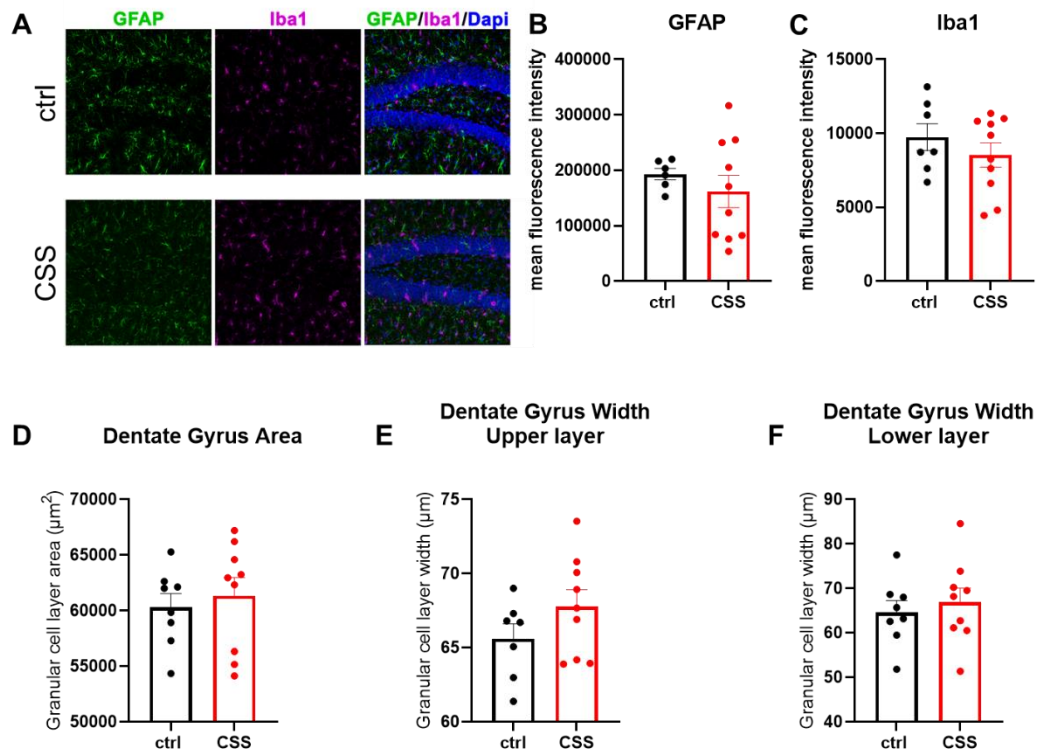 A
GFAP
Iba1
GFAP/Iba1/Dapi
ctrl
CSS
B
GFAP
mean fluorescence intensity
400000
300000
200000
100000
0
ctrl
CSS
C
Iba1
mean fluorescence intensity
15000
10000
5000
0
ctrl
CSS
D
Dentate Gyrus Area
Granular cell layer area (μm²)
70000
65000
60000
55000
50000
ctrl
CSS
E
Dentate Gyrus Width
Upper layer
Granular cell layer width (μm)
75
70
65
60
ctrl
CSS
F
Dentate Gyrus Width
Lower layer
Granular cell layer width (μm)
90
80
70
60
50
40
ctrl
CSS